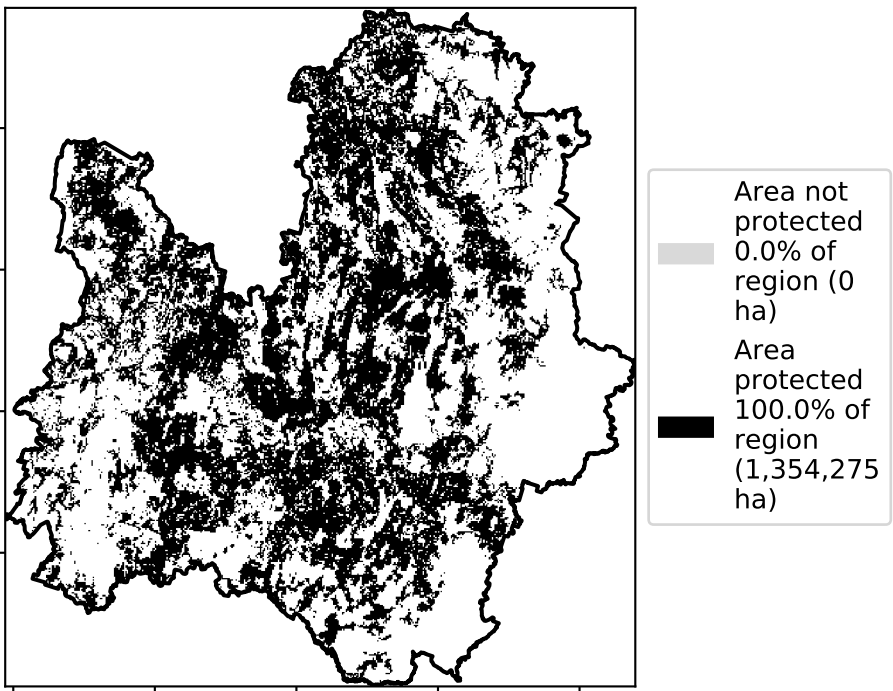 Area not
protected
0.0% of
region (0
ha)
Area
protected
100.0% of
region
(1,354,275
ha)